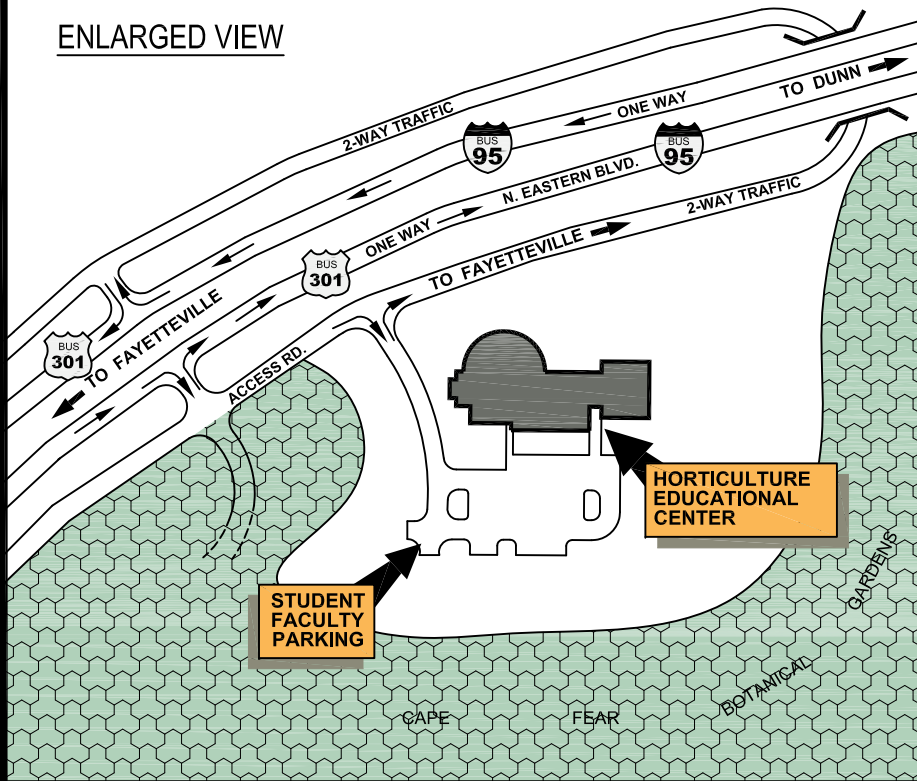 ENLARGED VIEW
TO DUNN
ONE WAY
2-WAY TRAFFIC
BUS
95
BUS
95
N. EASTERN BLVD.
2-WAY TRAFFIC
ONE WAY
TO FAYETTEVILLE
BUS
301
TO FAYETTEVILLE
BUS
301
ACCESS RD.
HORTICULTURE
EDUCATIONAL
CENTER
STUDENT
FACULTY
PARKING
CAPE FEAR BOTANICAL GARDENS